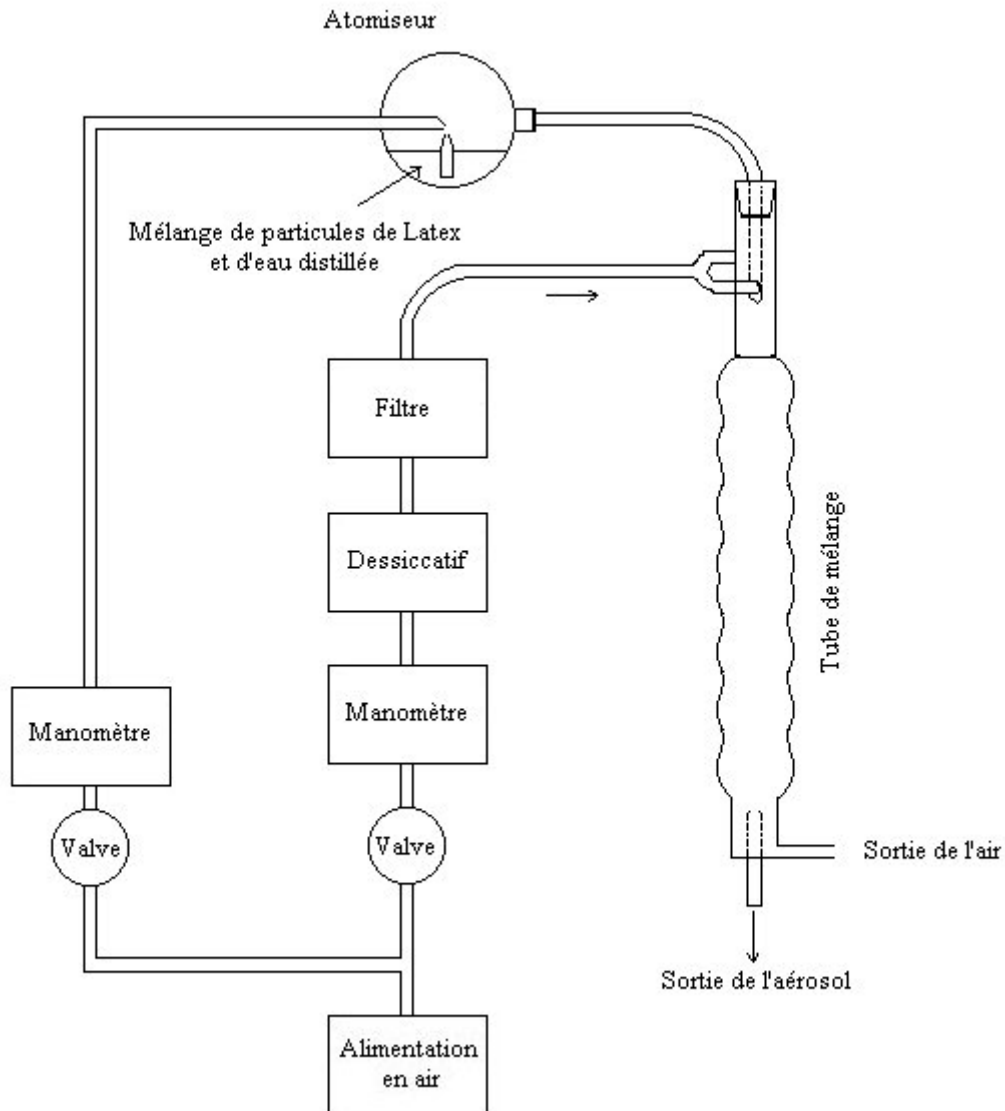 Atomiseur
Mélange de particules de Latex
et d'eau distillée
Filtre
Dessiccatif
Tube de mélange
Manomètre
Manomètre
Valve
Valve
Sortie de l'air
Sortie de l'aérosol
Alimentation
en air